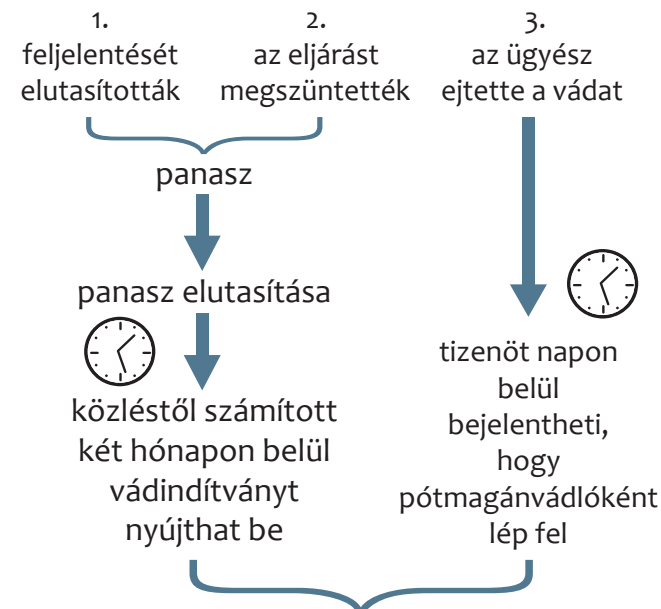 1.
feljelentését
elutasították
2.
az eljárást
megszüntették
3.
az ügyész
ejtette a vádat
panasz
panasz elutasítása
közléstől számított
két hónapon belül
vádindítványt
nyújthat be
tizenöt napon
belül
bejelentheti,
hogy
pótmagánvádlóként
lép fel